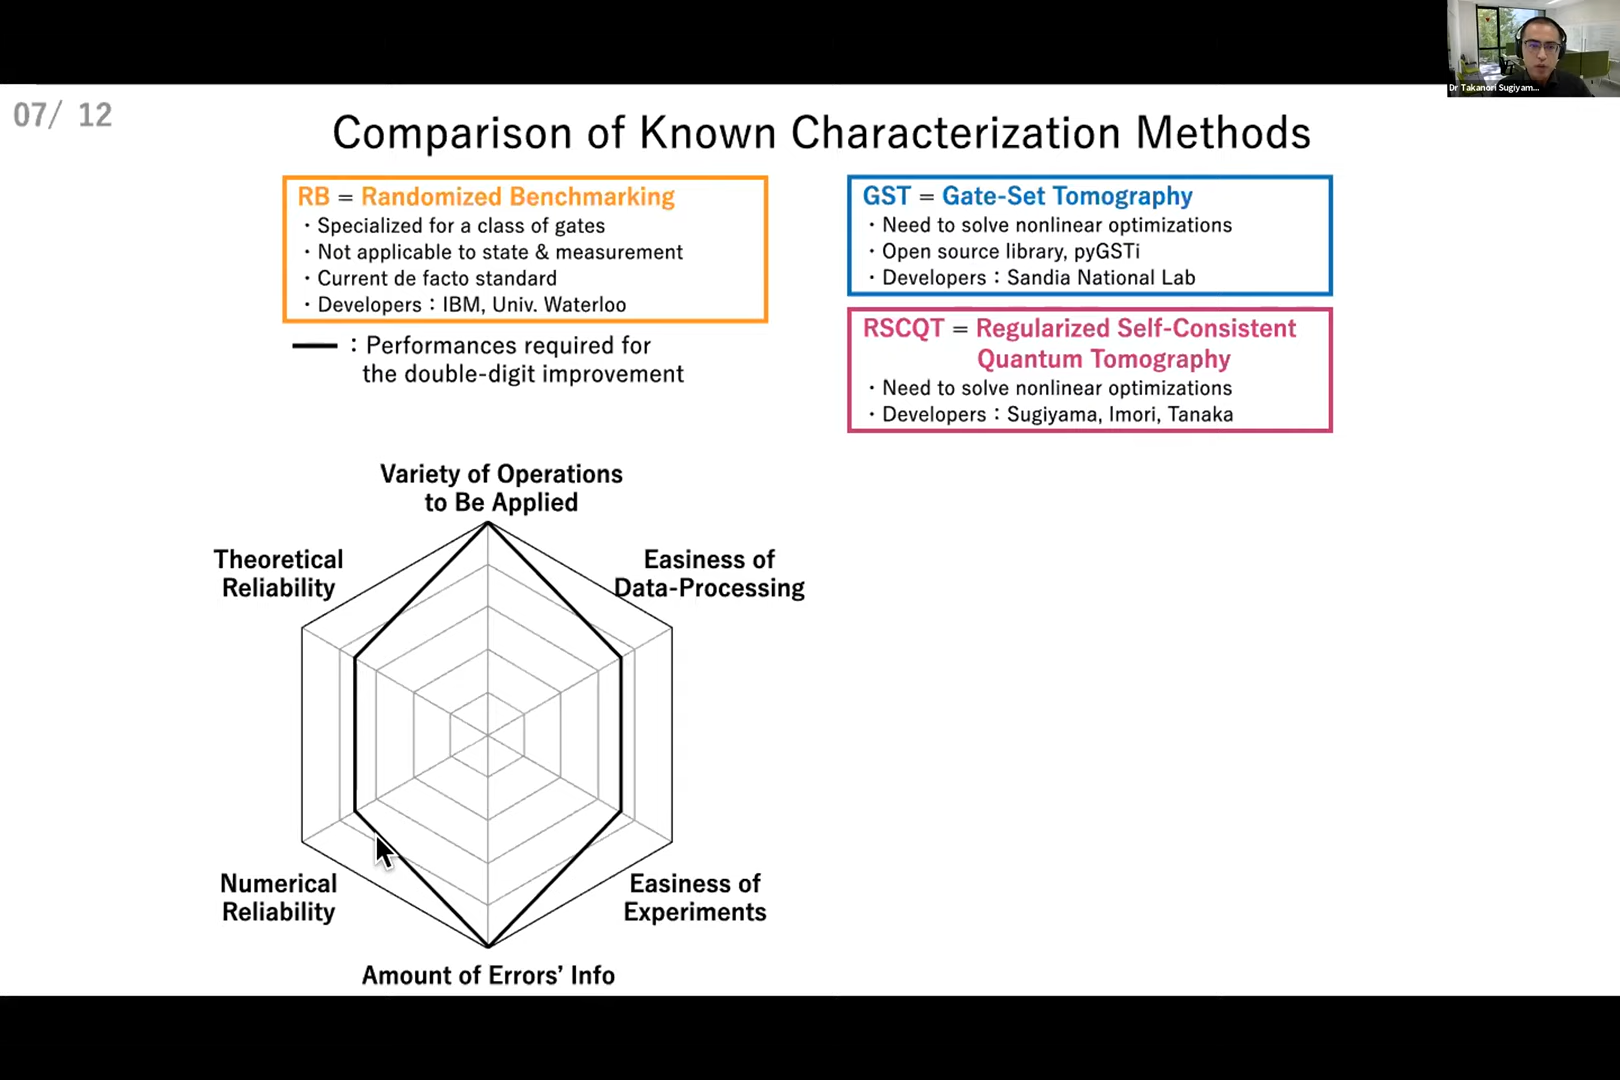 Dr Takanori Sugiyam...
07/ 12
Comparison of Known Characterization Methods
RB = Randomized Benchmarking
・Specialized for a class of gates
・Not applicable to state & measurement
・Current de facto standard
・Developers：IBM, Univ. Waterloo
：Performances required for
the double-digit improvement
GST = Gate-Set Tomography
・Need to solve nonlinear optimizations
・Open source library, pyGSTi
・Developers：Sandia National Lab
RSCQT = Regularized Self-Consistent
Quantum Tomography
・Need to solve nonlinear optimizations
・Developers：Sugiyama, Imori, Tanaka
Variety of Operations
to Be Applied
Theoretical
Reliability
Easiness of
Data-Processing
Numerical
Reliability
Easiness of
Experiments
Amount of Errors’ Info